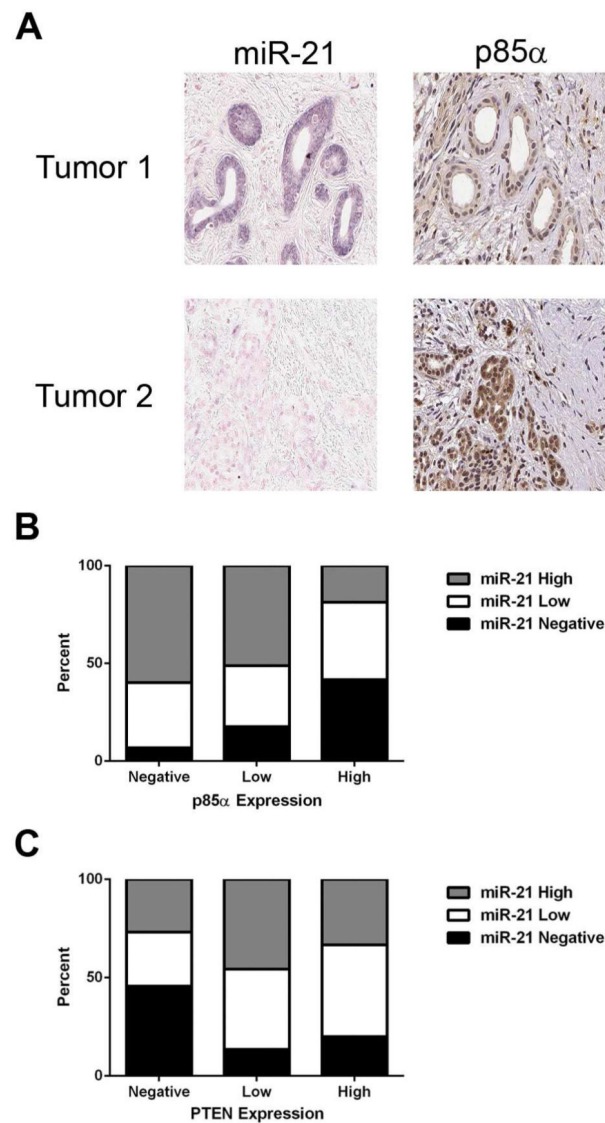 A
miR-21 p85α
Tumor 1
Tumor 2
B
100
50
0
Percent
Negative Low High
p85α Expression
miR-21 High
miR-21 Low
miR-21 Negative
C
100
50
0
Percent
Negative Low High
PTEN Expression
miR-21 High
miR-21 Low
miR-21 Negative